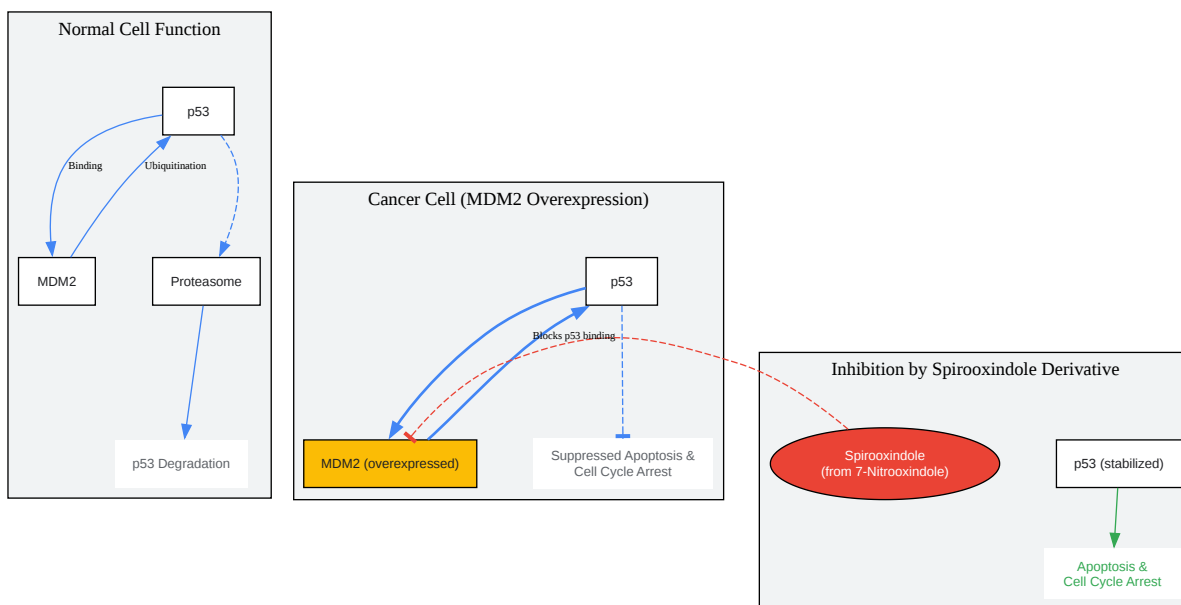 Normal Cell Function
p53
Binding
Ubiquitination
MDM2
Proteasome
p53 Degradation
Cancer Cell (MDM2 Overexpression)
p53
Blocks p53 binding
MDM2 (overexpressed)
Suppressed Apoptosis &
Cell Cycle Arrest
Inhibition by Spirooxindole Derivative
Spirooxindole
(from 7-Nitrooxindole)
p53 (stabilized)
Apoptosis &
Cell Cycle Arrest